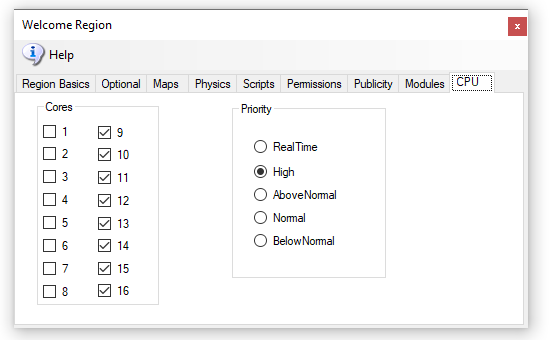 Welcome Region
x
Help
Region Basics Optional Maps Physics Scripts Permissions Publicity Modules CPU
Cores
1 9
2 10
3 11
4 12
5 13
6 14
7 15
8 16
Priority
RealTime
High
AboveNormal
Normal
BelowNormal